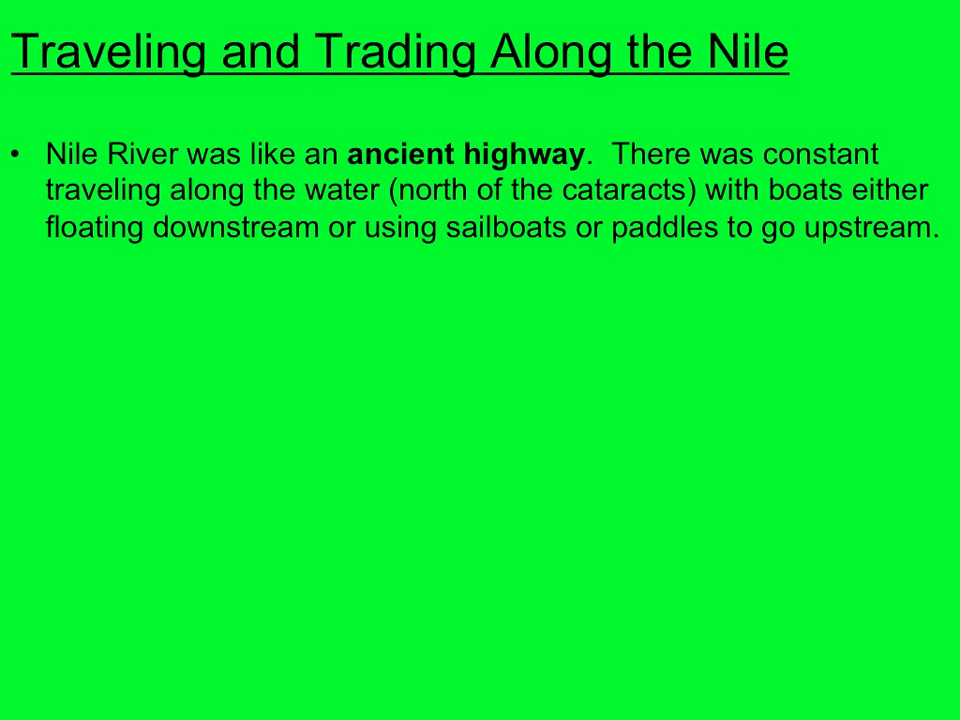 Traveling and Trading Along the Nile
• Nile River was like an ancient highway.  There was constant
traveling along the water (north of the cataracts) with boats either
floating downstream or using sailboats or paddles to go upstream.